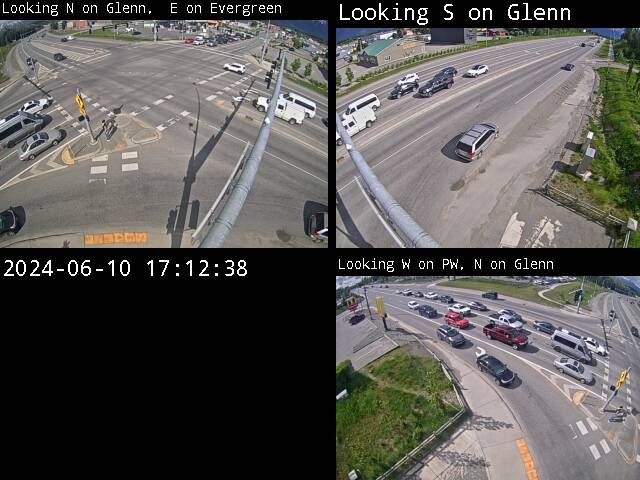 Looking N on Glenn,  E on Evergreen
Looking S on Glenn
2024-06-10 17:12:38
Looking W on PW, N on Glenn